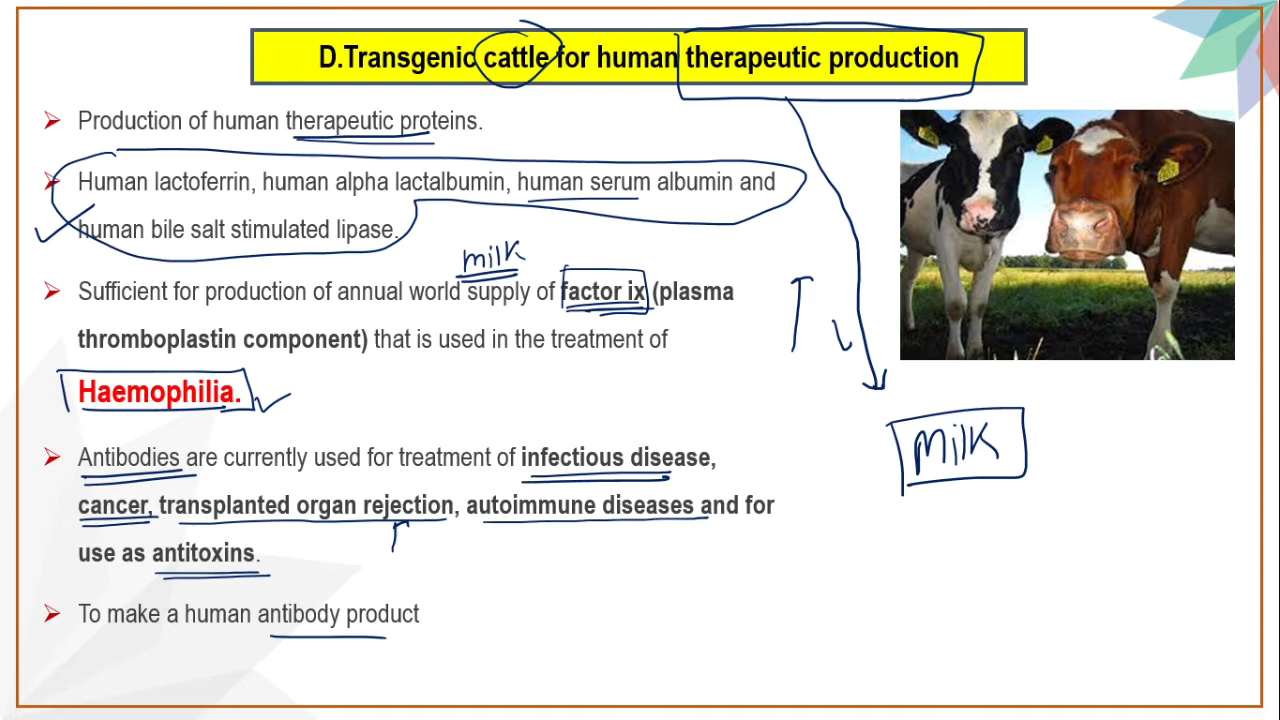 D.Transgenic cattle for human therapeutic production
Production of human therapeutic proteins.
Human lactoferrin, human alpha lactalbumin, human serum albumin and
human bile salt stimulated lipase.
milk
Sufficient for production of annual world supply of factor ix (plasma
thromboplastin component) that is used in the treatment of
Haemophilia.
milk
Antibodies are currently used for treatment of infectious disease,
cancer, transplanted organ rejection, autoimmune diseases and for
use as antitoxins.
To make a human antibody product